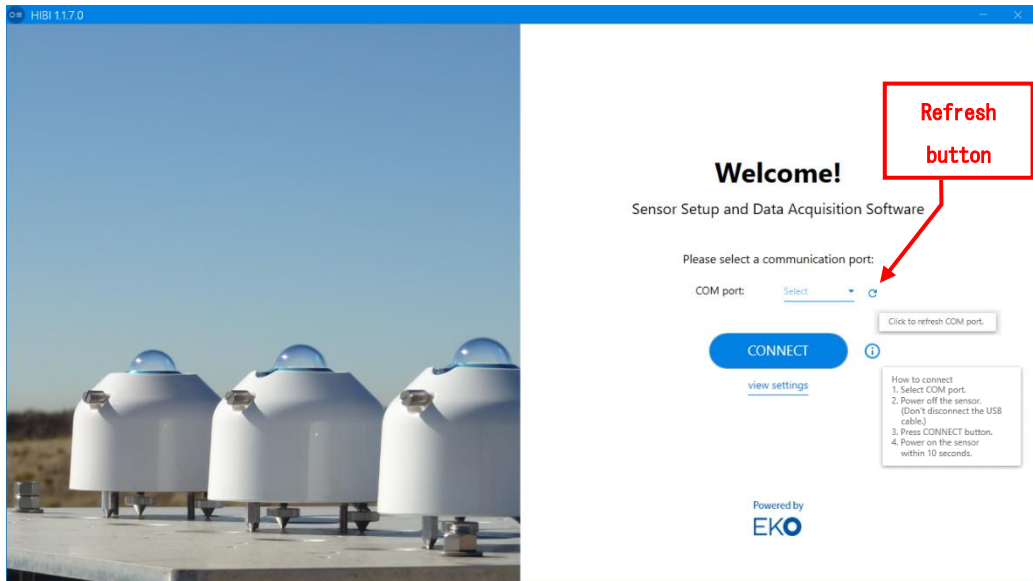 HIBI 1.1.7.0
Refresh
button
Welcome!
Sensor Setup and Data Acquisition Software
Please select a communication port:
COM port:
Select
Click to refresh COM port.
CONNECT
view settings
How to connect
1. Select COM port.
2. Power off the sensor.
(Don't disconnect the USB
cable.)
3. Press CONNECT button.
4. Power on the sensor
within 10 seconds.
Powered by
EKO